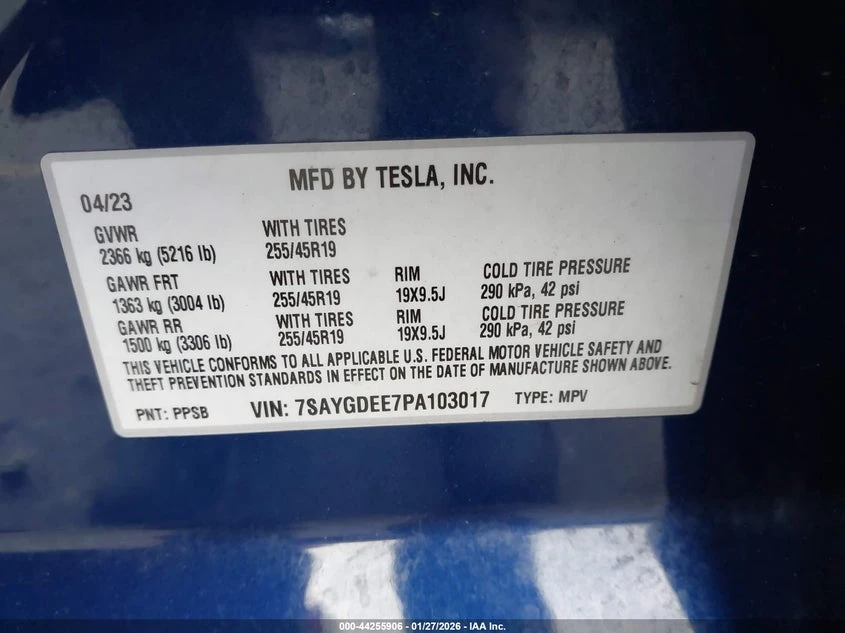 MFD BY TESLA, INC.
04/23
GVWR
2366 kg (5216 lb)
WITH TIRES
255/45R19
GAWR FRT
1363 kg (3004 lb)
WITH TIRES
255/45R19
RIM
19X9.5J
COLD TIRE PRESSURE
290 kPa, 42 psi
GAWR RR
1500 kg (3306 lb)
WITH TIRES
255/45R19
RIM
19X9.5J
COLD TIRE PRESSURE
290 kPa, 42 psi
THIS VEHICLE CONFORMS TO ALL APPLICABLE U.S. FEDERAL MOTOR VEHICLE SAFETY AND
THEFT PREVENTION STANDARDS IN EFFECT ON THE DATE OF MANUFACTURE SHOWN ABOVE.
PNT: PPSB VIN: 7SAYGDEE7PA103017 TYPE: MPV
000-44255906 - 01/27/2026 - IAA Inc.